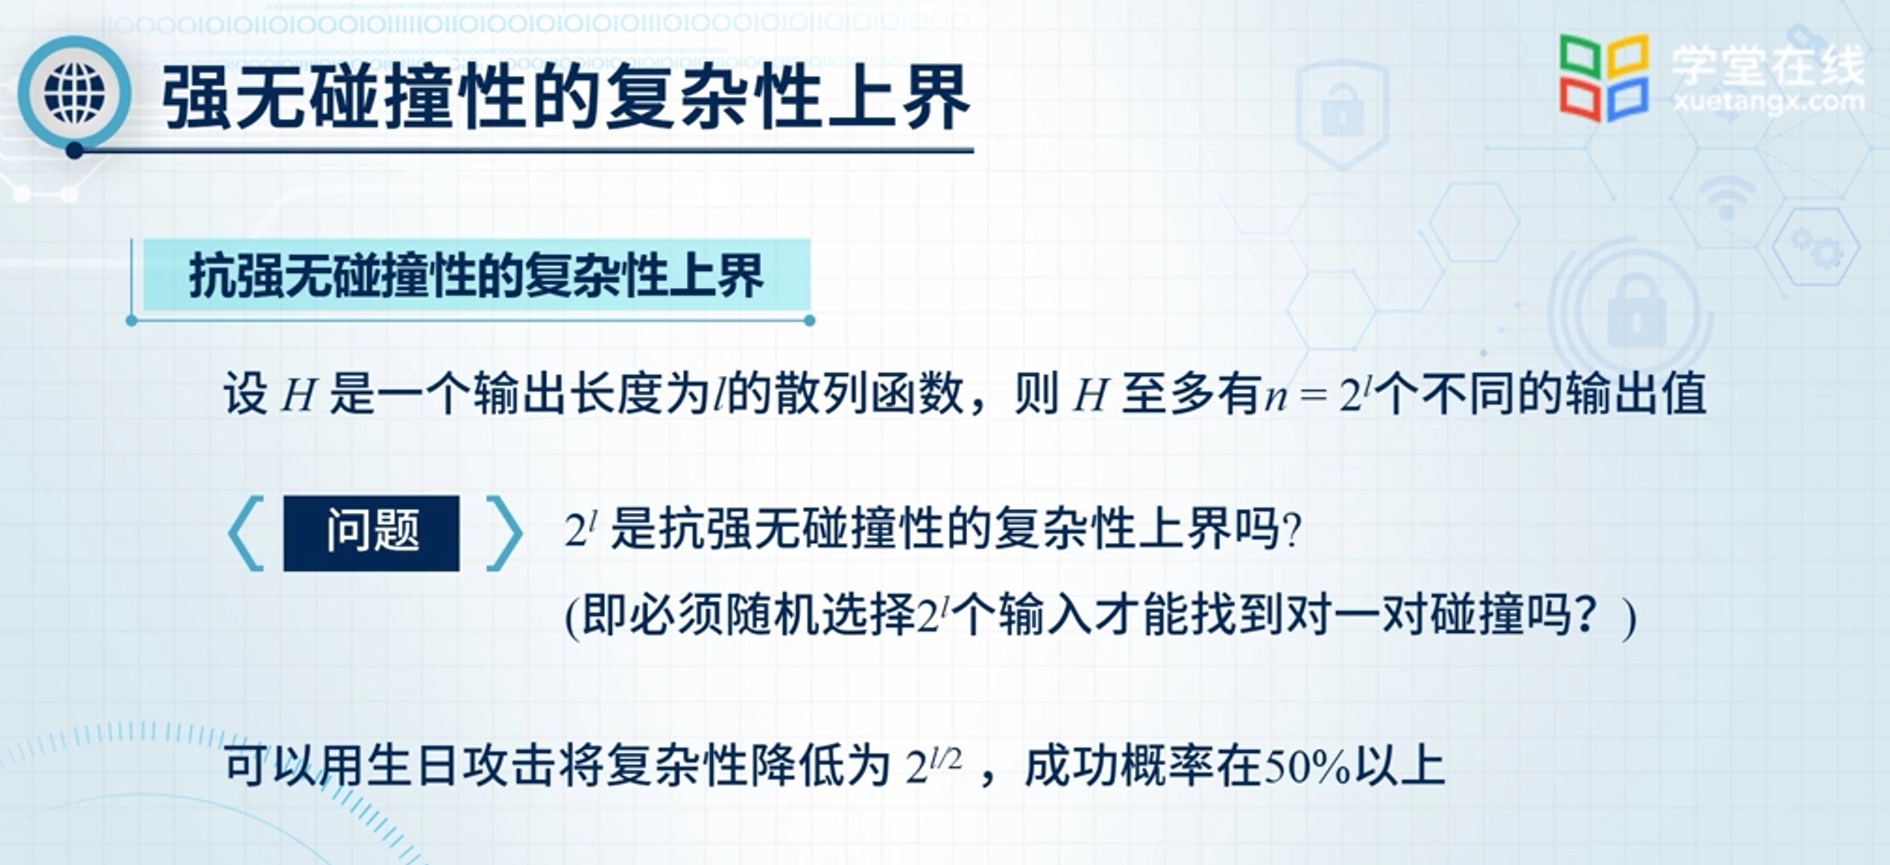 强无碰撞性的复杂性上界
学堂在线
xuetangx.com
抗强无碰撞性的复杂性上界
设 H 是一个输出长度为l的散列函数，则 H 至多有n = 2^l个不同的输出值
问题
2^l 是抗强无碰撞性的复杂性上界吗?
(即必须随机选择2^l个输入才能找到对一对碰撞吗？)
可以用生日攻击将复杂性降低为 2^{l/2} ，成功概率在50%以上